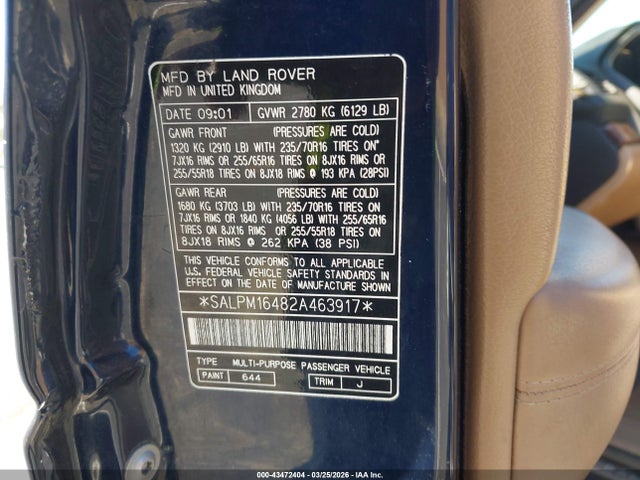 MFD BY LAND ROVER
MFD IN UNITED KINGDOM
DATE 09:01 GVWR 2780 KG (6129 LB)
GAWR FRONT (PRESSURES ARE COLD)
1320 KG (2910 LB) WITH 235/70R16 TIRES ON"
7JX16 RIMS OR 255/65R16 TIRES ON 8JX16 RIMS OR
255/55R18 TIRES ON 8JX18 RIMS @ 193 KPA (28PSI)
GAWR REAR (PRESSURES ARE COLD)
1680 KG (3703 LB) WITH 235/70R16 TIRES ON
7JX16 RIMS OR 1840 KG (4056 LB) WITH 255/65R16
TIRES ON 8JX16 RIMS OR 255/55R18 TIRES ON
8JX18 RIMS @ 262 KPA (38 PSI)
THIS VEHICLE CONFORMS TO ALL APPLICABLE
U.S. FEDERAL VEHICLE SAFETY STANDARDS IN
EFFECT ON THE DATE OF MANUFACTURE SHOWN
*SALPM16482A463917*
TYPE MULTI-PURPOSE PASSENGER VEHICLE
PAINT 644 TRIM J
000-43472404 - 03/25/2026 - IAAI Corp.